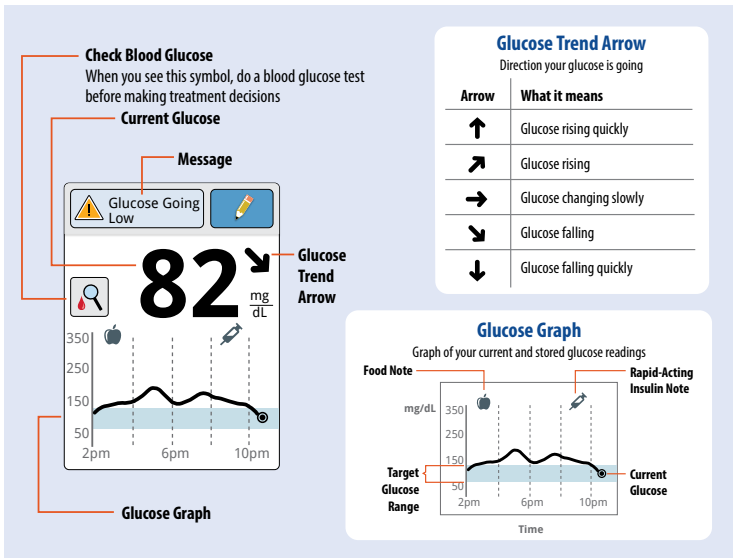 Check Blood Glucose
When you see this symbol, do a blood glucose test
before making treatment decisions
Current Glucose
Message
Glucose Going
Low
82
mg
dL
Glucose
Trend
Arrow
350
250
150
50
2pm 6pm 10pm
Glucose Graph
Glucose Trend Arrow
Direction your glucose is going
Arrow What it means
Glucose rising quickly
Glucose rising
Glucose changing slowly
Glucose falling
Glucose falling quickly
Glucose Graph
Graph of your current and stored glucose readings
Food Note
Rapid-Acting
Insulin Note
mg/dL
350
250
150
50
Target
Glucose
Range
Current
Glucose
2pm 6pm 10pm
Time